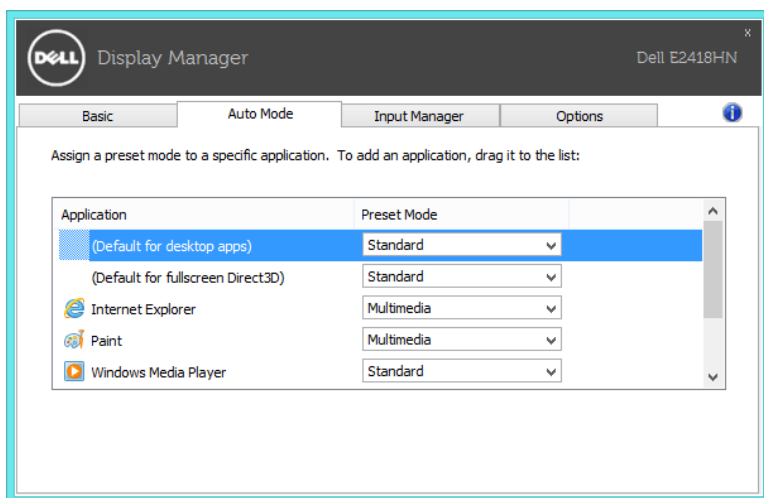 x
DELL Display Manager Dell E2418HN
Basic Auto Mode Input Manager Options i
Assign a preset mode to a specific application. To add an application, drag it to the list:
Application Preset Mode
(Default for desktop apps) Standard
(Default for fullscreen Direct3D) Standard
Internet Explorer Multimedia
Paint Multimedia
Windows Media Player Standard